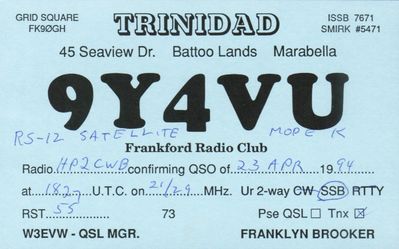 GRID SQUARE
FK9ØGH
TRINIDAD
ISSB 7671
SMIRK #5471
45 Seaview Dr. Battoo Lands Marabella
9Y4VU
RS-12 SATELLITE MODE K
Frankford Radio Club
Radio HP2CWB confirming QSO of 23 APR 1994
at 1827 U.T.C. on 21/29 MHz. Ur 2-way CW SSB RTTY
RST 55 73 Pse QSL ☐ Tnx ☒
W3EVW - QSL MGR. FRANKLYN BROOKER